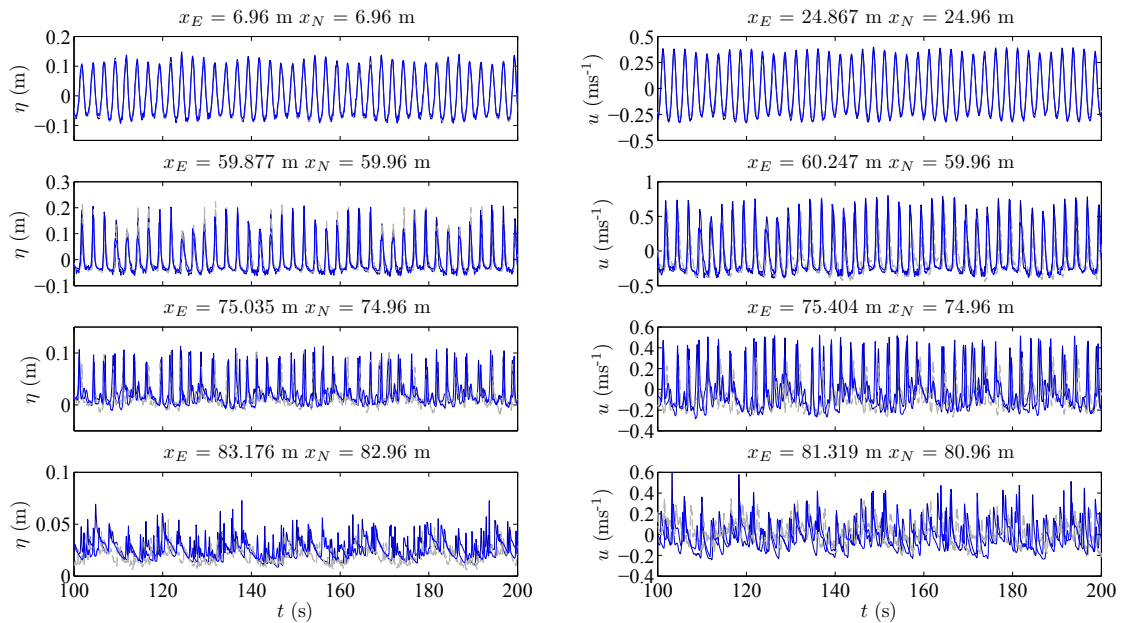 x_E = 6.96 m x_N = 6.96 m
0.2
0.1
0
−0.1
η (m)
x_E = 59.877 m x_N = 59.96 m
0.3
0.2
0.1
0
−0.1
η (m)
x_E = 75.035 m x_N = 74.96 m
0.1
0
η (m)
x_E = 83.176 m x_N = 82.96 m
0.1
0.05
0
η (m)
100 120 140 160 180 200
t (s)
x_E = 24.867 m x_N = 24.96 m
0.5
0.25
0
−0.25
−0.5
u (ms⁻¹)
x_E = 60.247 m x_N = 59.96 m
1
0.5
0
−0.5
u (ms⁻¹)
x_E = 75.404 m x_N = 74.96 m
0.6
0.4
0.2
0
−0.2
−0.4
u (ms⁻¹)
x_E = 81.319 m x_N = 80.96 m
0.6
0.4
0.2
0
−0.2
−0.4
u (ms⁻¹)
100 120 140 160 180 200
t (s)